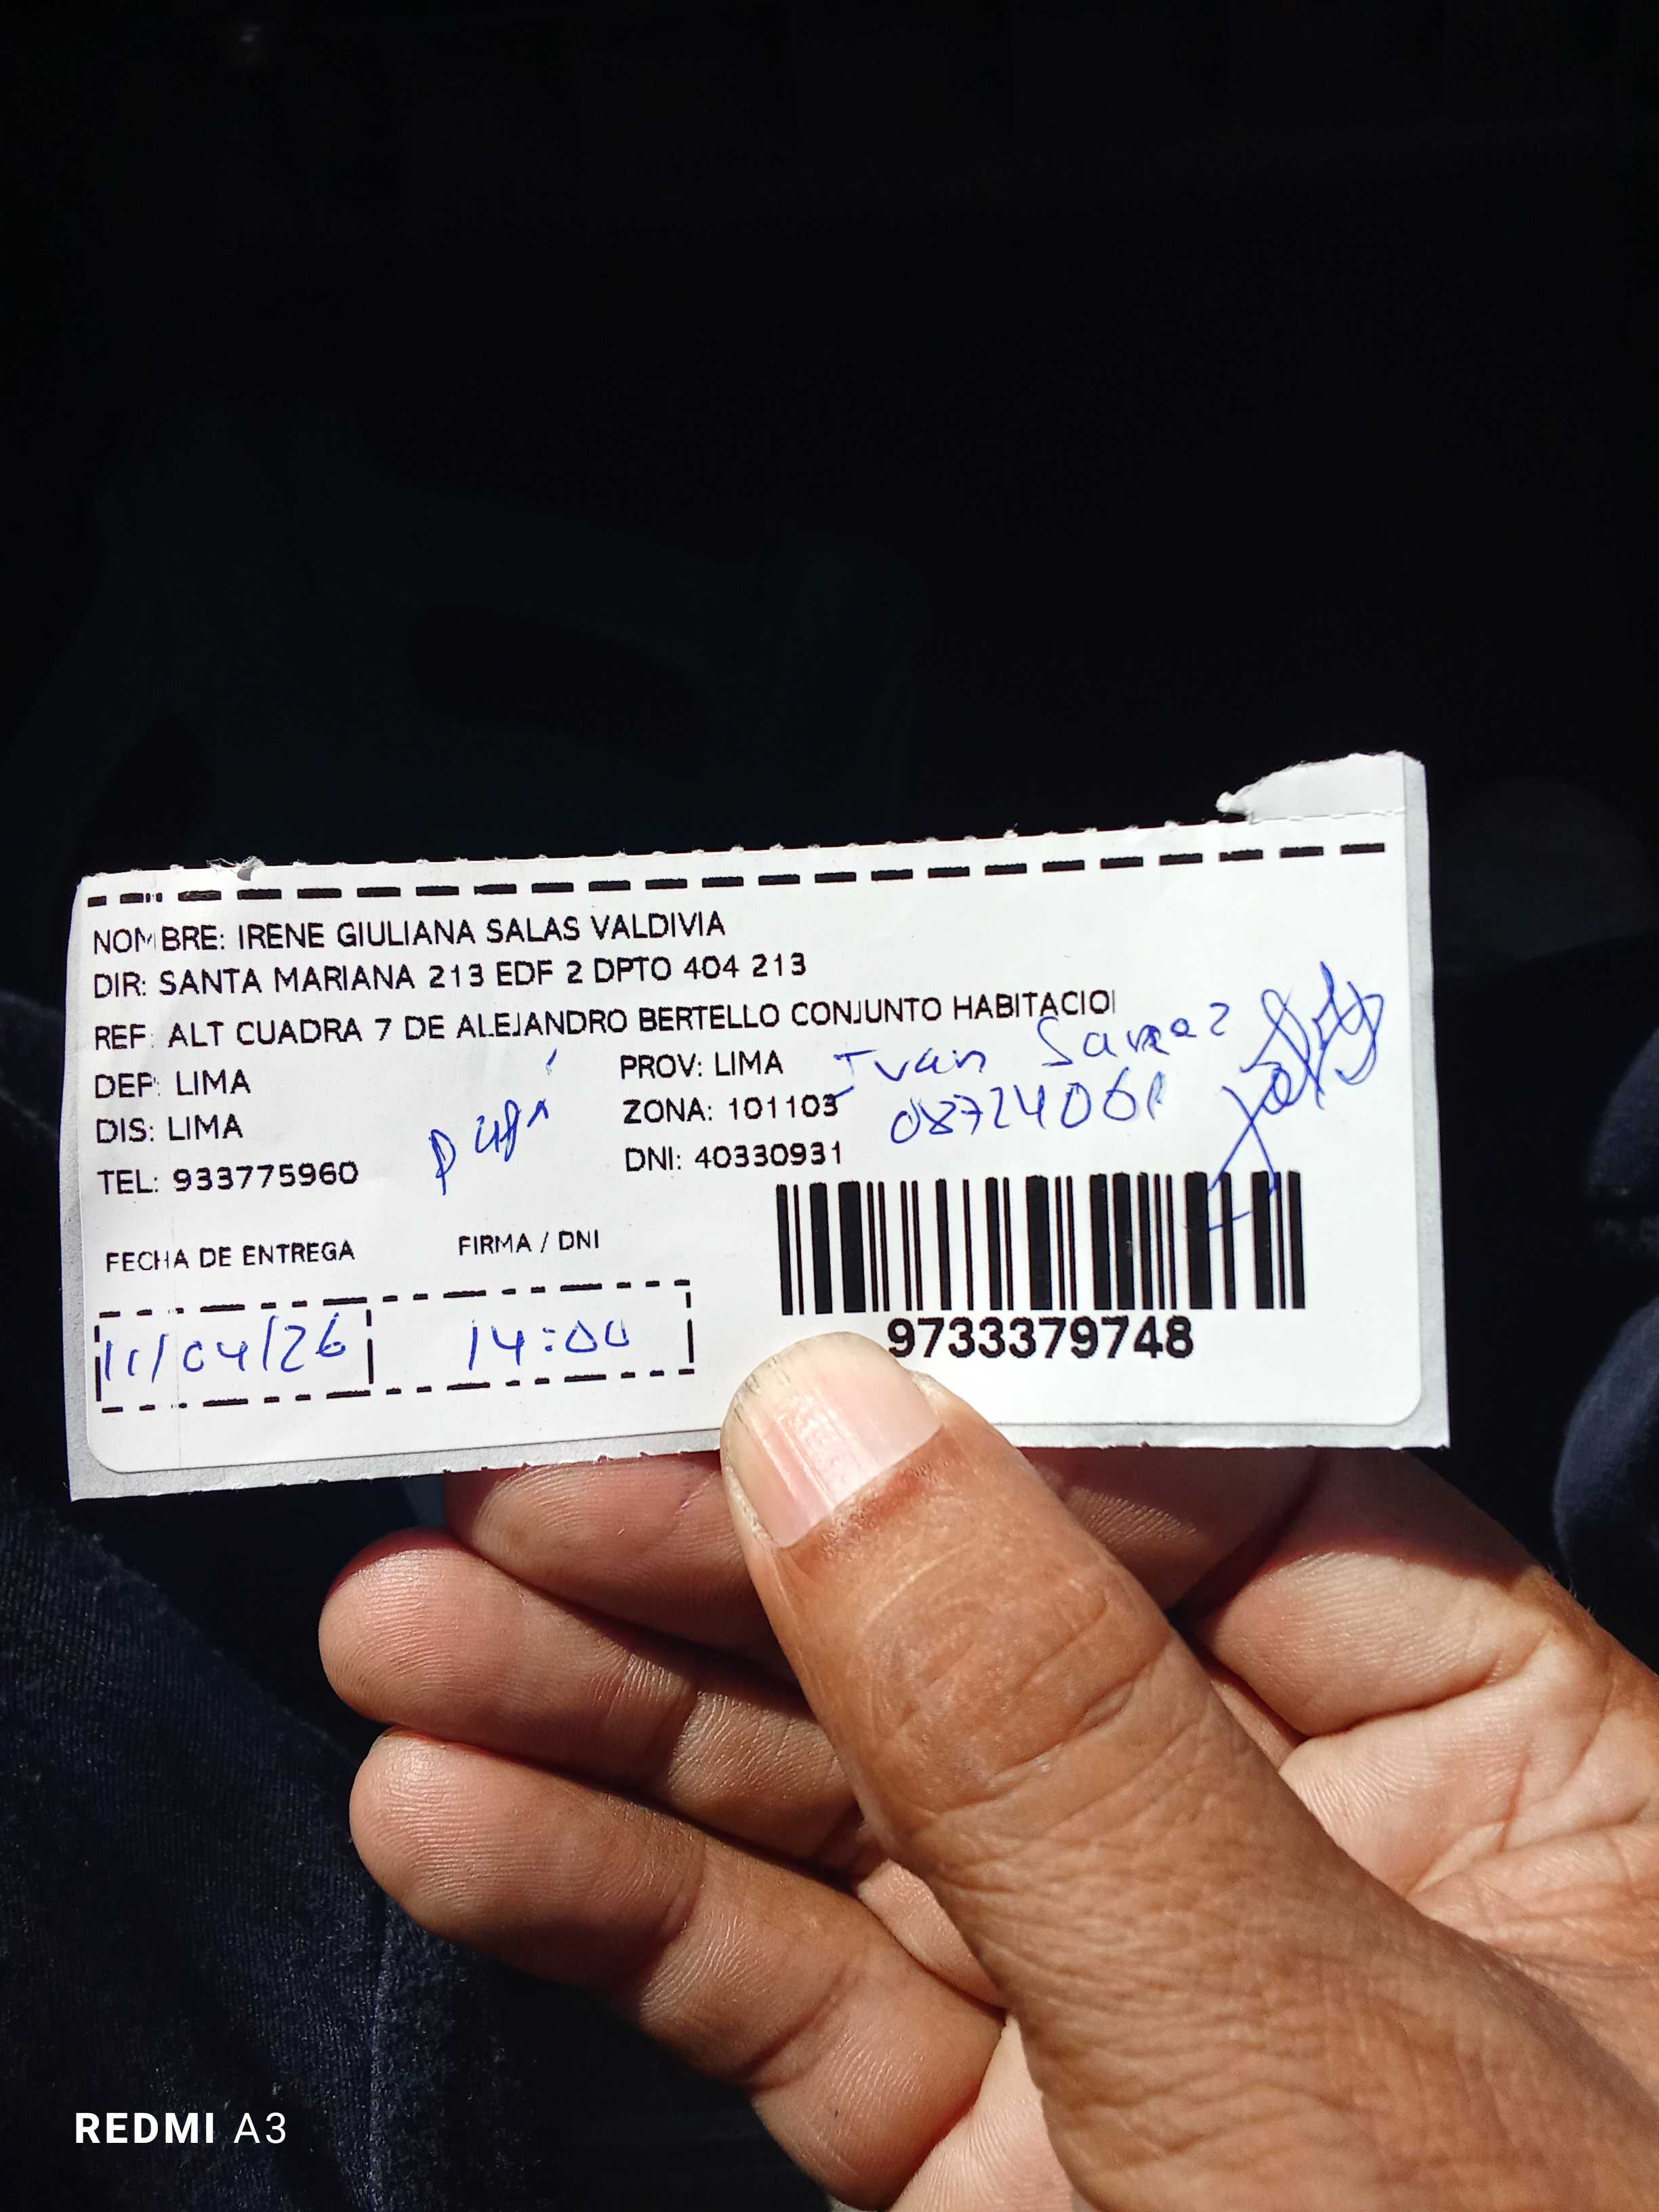 NOMBRE: IRENE GIULIANA SALAS VALDIVIA
DIR: SANTA MARIANA 213 EDF 2 DPTO 404 213
REF: ALT CUADRA 7 DE ALEJANDRO BERTELLO CONJUNTO HABITACIO
DEP: LIMA
PROV: LIMA
Ivan
DIS: LIMA
ZONA: 101103
TEL: 933775960
DNI: 40330931
FECHA DE ENTREGA
FIRMA / DNI
11/04/26
14:00
9733379748
REDMI A3